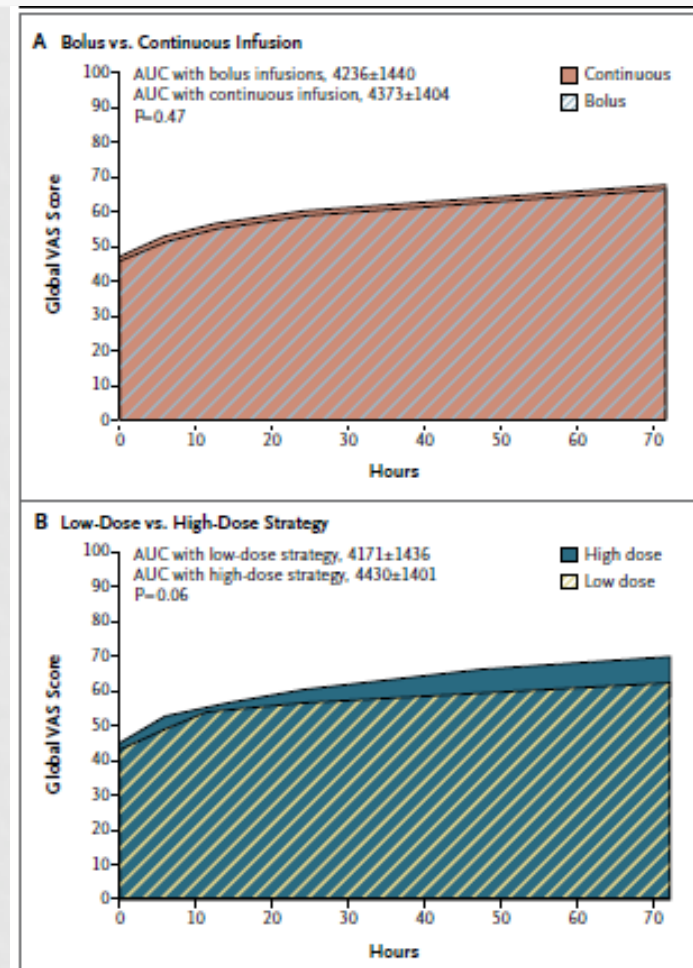 A Bolus vs. Continuous Infusion
AUC with bolus infusions, 4236±1440
AUC with continuous infusion, 4373±1404
P=0.47
Continuous
Bolus
Global VAS Score
100
90
80
70
60
50
40
30
20
10
0
0 10 20 30 40 50 60 70
Hours
B Low-Dose vs. High-Dose Strategy
AUC with low-dose strategy, 4171±1436
AUC with high-dose strategy, 4430±1401
P=0.06
High dose
Low dose
Global VAS Score
100
90
80
70
60
50
40
30
20
10
0
0 10 20 30 40 50 60 70
Hours